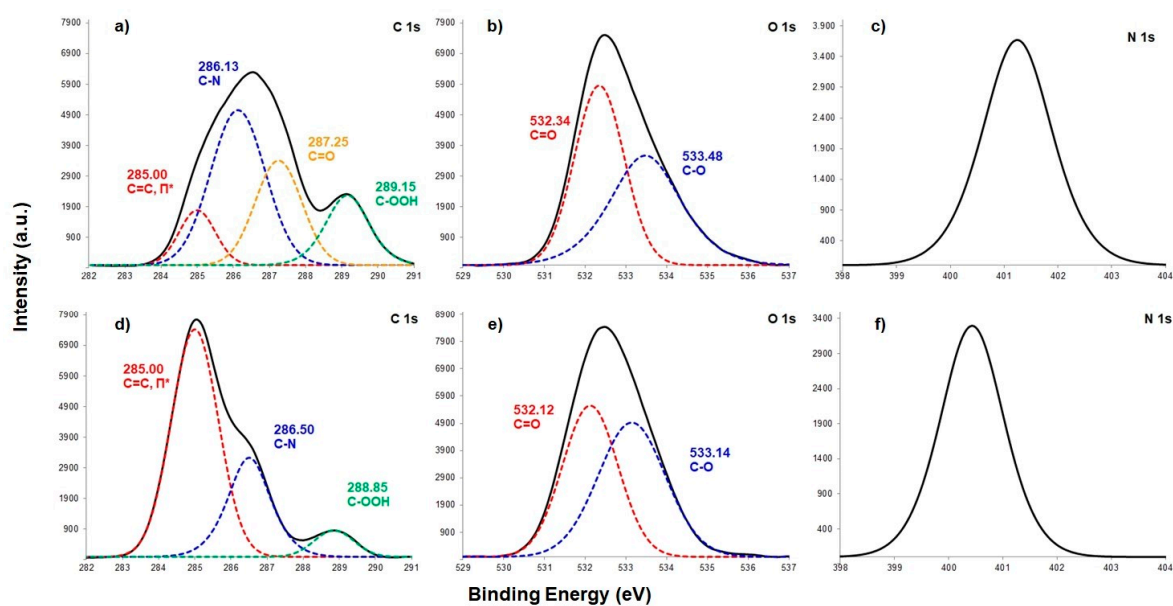 a)
C 1s
7900
6900
5900
4900
3900
2900
1900
900
286.13
C-N
287.25
C=O
285.00
C=C, Π*
289.15
C-OOH
282 283 284 285 286 287 288 289 290 291
b)
O 1s
7900
6900
5900
4900
3900
2900
1900
900
532.34
C=O
533.48
C-O
529 530 531 532 533 534 535 536 537
c)
N 1s
3.900
3.400
2.900
2.400
1.900
1.400
900
400
398 399 400 401 402 403 404
Intensity (a.u.)
d)
C 1s
7900
6900
5900
4900
3900
2900
1900
900
285.00
C=C, Π*
286.50
C-N
288.85
C-OOH
282 283 284 285 286 287 288 289 290 291
e)
O 1s
8900
7900
6900
5900
4900
3900
2900
1900
900
532.12
C=O
533.14
C-O
529 530 531 532 533 534 535 536 537
f)
N 1s
3400
2900
2400
1900
1400
900
400
398 399 400 401 402 403 404
Binding Energy (eV)